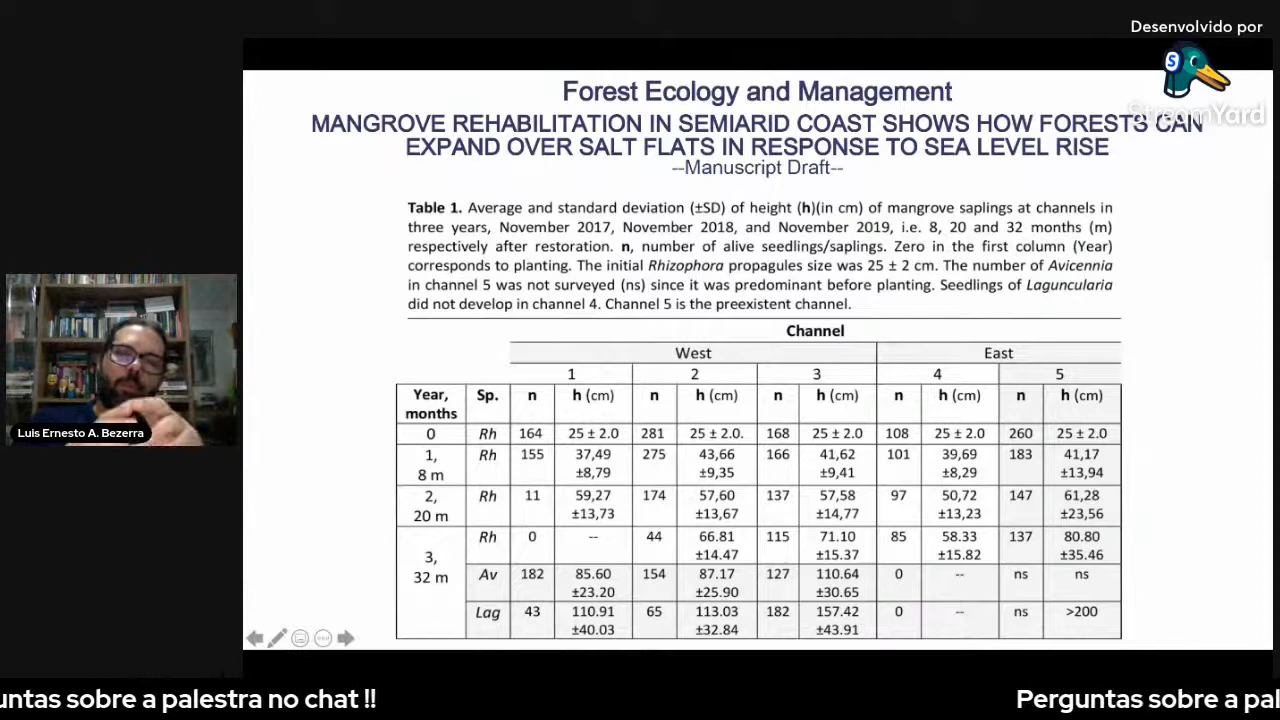 Desenvolvido por
StreamYard
Forest Ecology and Management
MANGROVE REHABILITATION IN SEMIARID COAST SHOWS HOW FORESTS CAN
EXPAND OVER SALT FLATS IN RESPONSE TO SEA LEVEL RISE
--Manuscript Draft--
Table 1. Average and standard deviation (±SD) of height (h)(in cm) of mangrove saplings at channels in
three years, November 2017, November 2018, and November 2019, i.e. 8, 20 and 32 months (m)
respectively after restoration. n, number of alive seedlings/saplings. Zero in the first column (Year)
corresponds to planting. The initial Rhizophora propagules size was 25 ± 2 cm. The number of Avicennia
in channel 5 was not surveyed (ns) since it was predominant before planting. Seedlings of Laguncularia
did not develop in channel 4. Channel 5 is the preexistent channel.
Channel
West East
1 2 3 4 5
Year, Sp. n h (cm) n h (cm) n h (cm) n h (cm) n h (cm)
months
0 Rh 164 25 ± 2.0 281 25 ± 2.0. 168 25 ± 2.0 108 25 ± 2.0 260 25 ± 2.0
1, Rh 155 37,49 275 43,66 166 41,62 101 39,69 183 41,17
8 m ±8,79 ±9,35 ±9,41 ±8,29 ±13,94
2, Rh 11 59,27 174 57,60 137 57,58 97 50,72 147 61,28
20 m ±13,73 ±13,67 ±14,77 ±13,23 ±23,56
3, Rh 0 -- 44 66.81 115 71.10 85 58.33 137 80.80
32 m ±14.47 ±15.37 ±15.82 ±35.46
Av 182 85.60 154 87.17 127 110.64 0 -- ns ns
±23.20 ±25.90 ±30.65
Lag 43 110.91 65 113.03 182 157.42 0 -- ns >200
±40.03 ±32.84 ±43.91
Luis Ernesto A. Bezerra
untas sobre a palestra no chat !! Perguntas sobre a pal